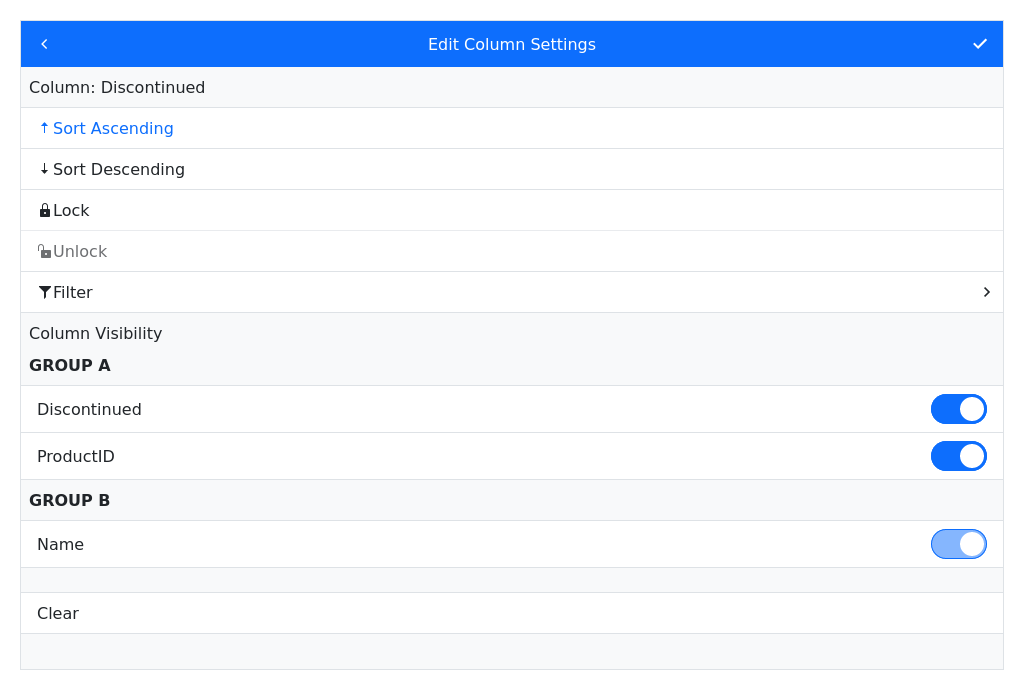 Edit Column Settings
Column: Discontinued
Sort Ascending
Sort Descending
Lock
Unlock
Filter
Column Visibility
GROUP A
Discontinued
ProductID
GROUP B
Name
Clear